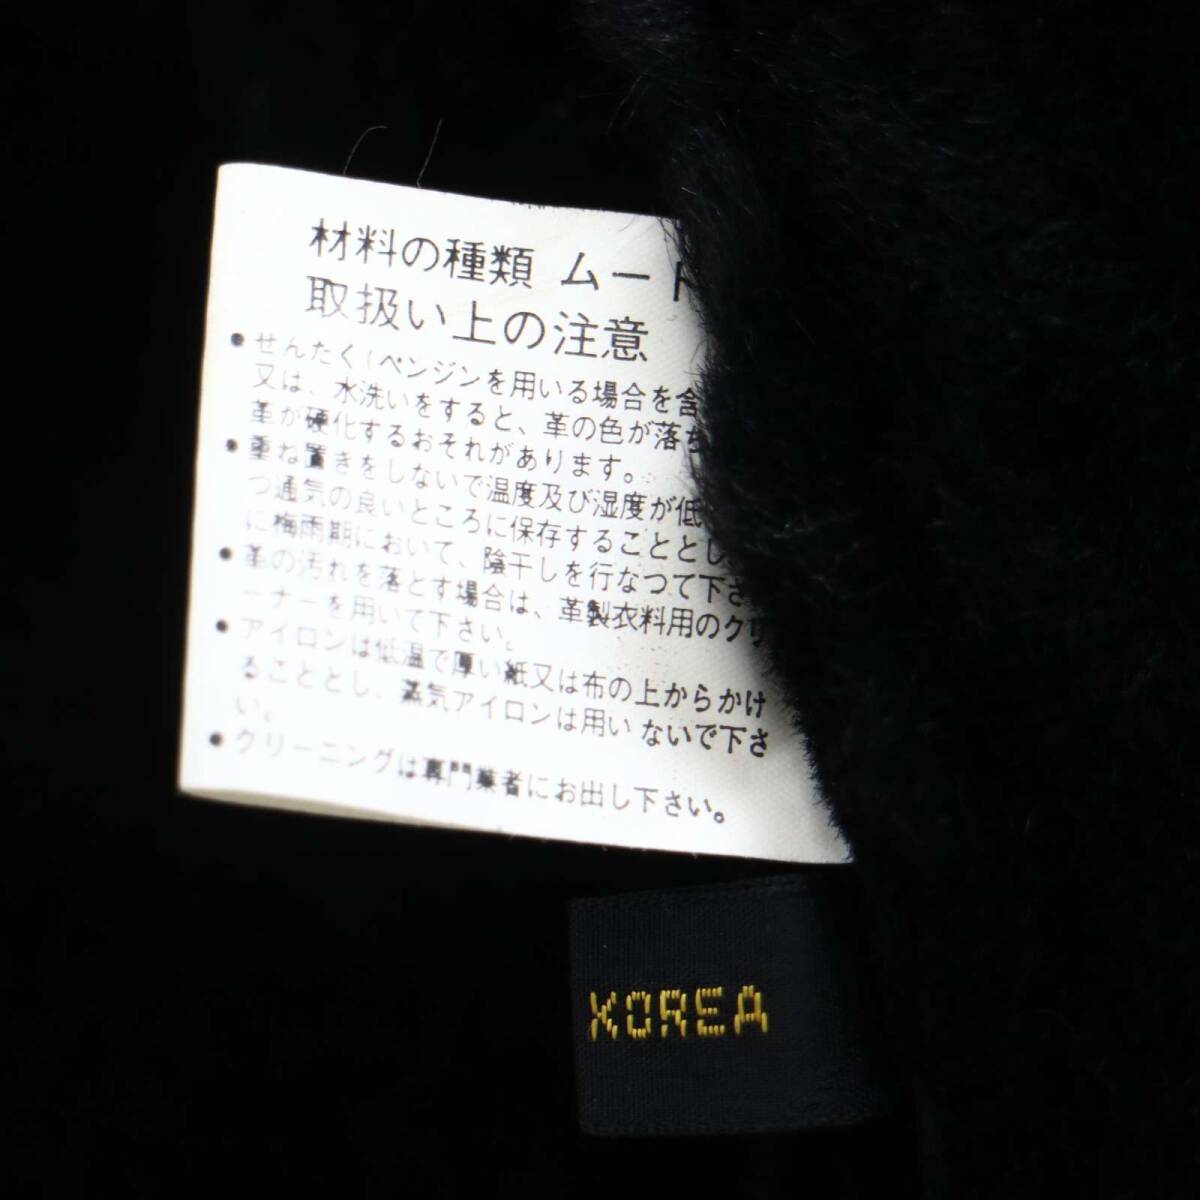 材料の種類 ムート
取扱い上の注意
● せんたく(ベンジンを用いる場合を含
又は、水洗いをすると、革の色が落ち
革が硬化するおそれがあります。
● 重ね置きをしないで温度及び湿度が低
つ通気の良いところに保存することとし
に梅雨期において、陰干しを行なつて下さ
● 革の汚れを落とす場合は、革製衣料用のクリ
ーナーを用いて下さい。
● アイロンは低温で厚い紙又は布の上からかけ
ることとし、蒸気アイロンは用いないで下さ
い。
● クリーニングは専門業者にお出し下さい。
KOREA